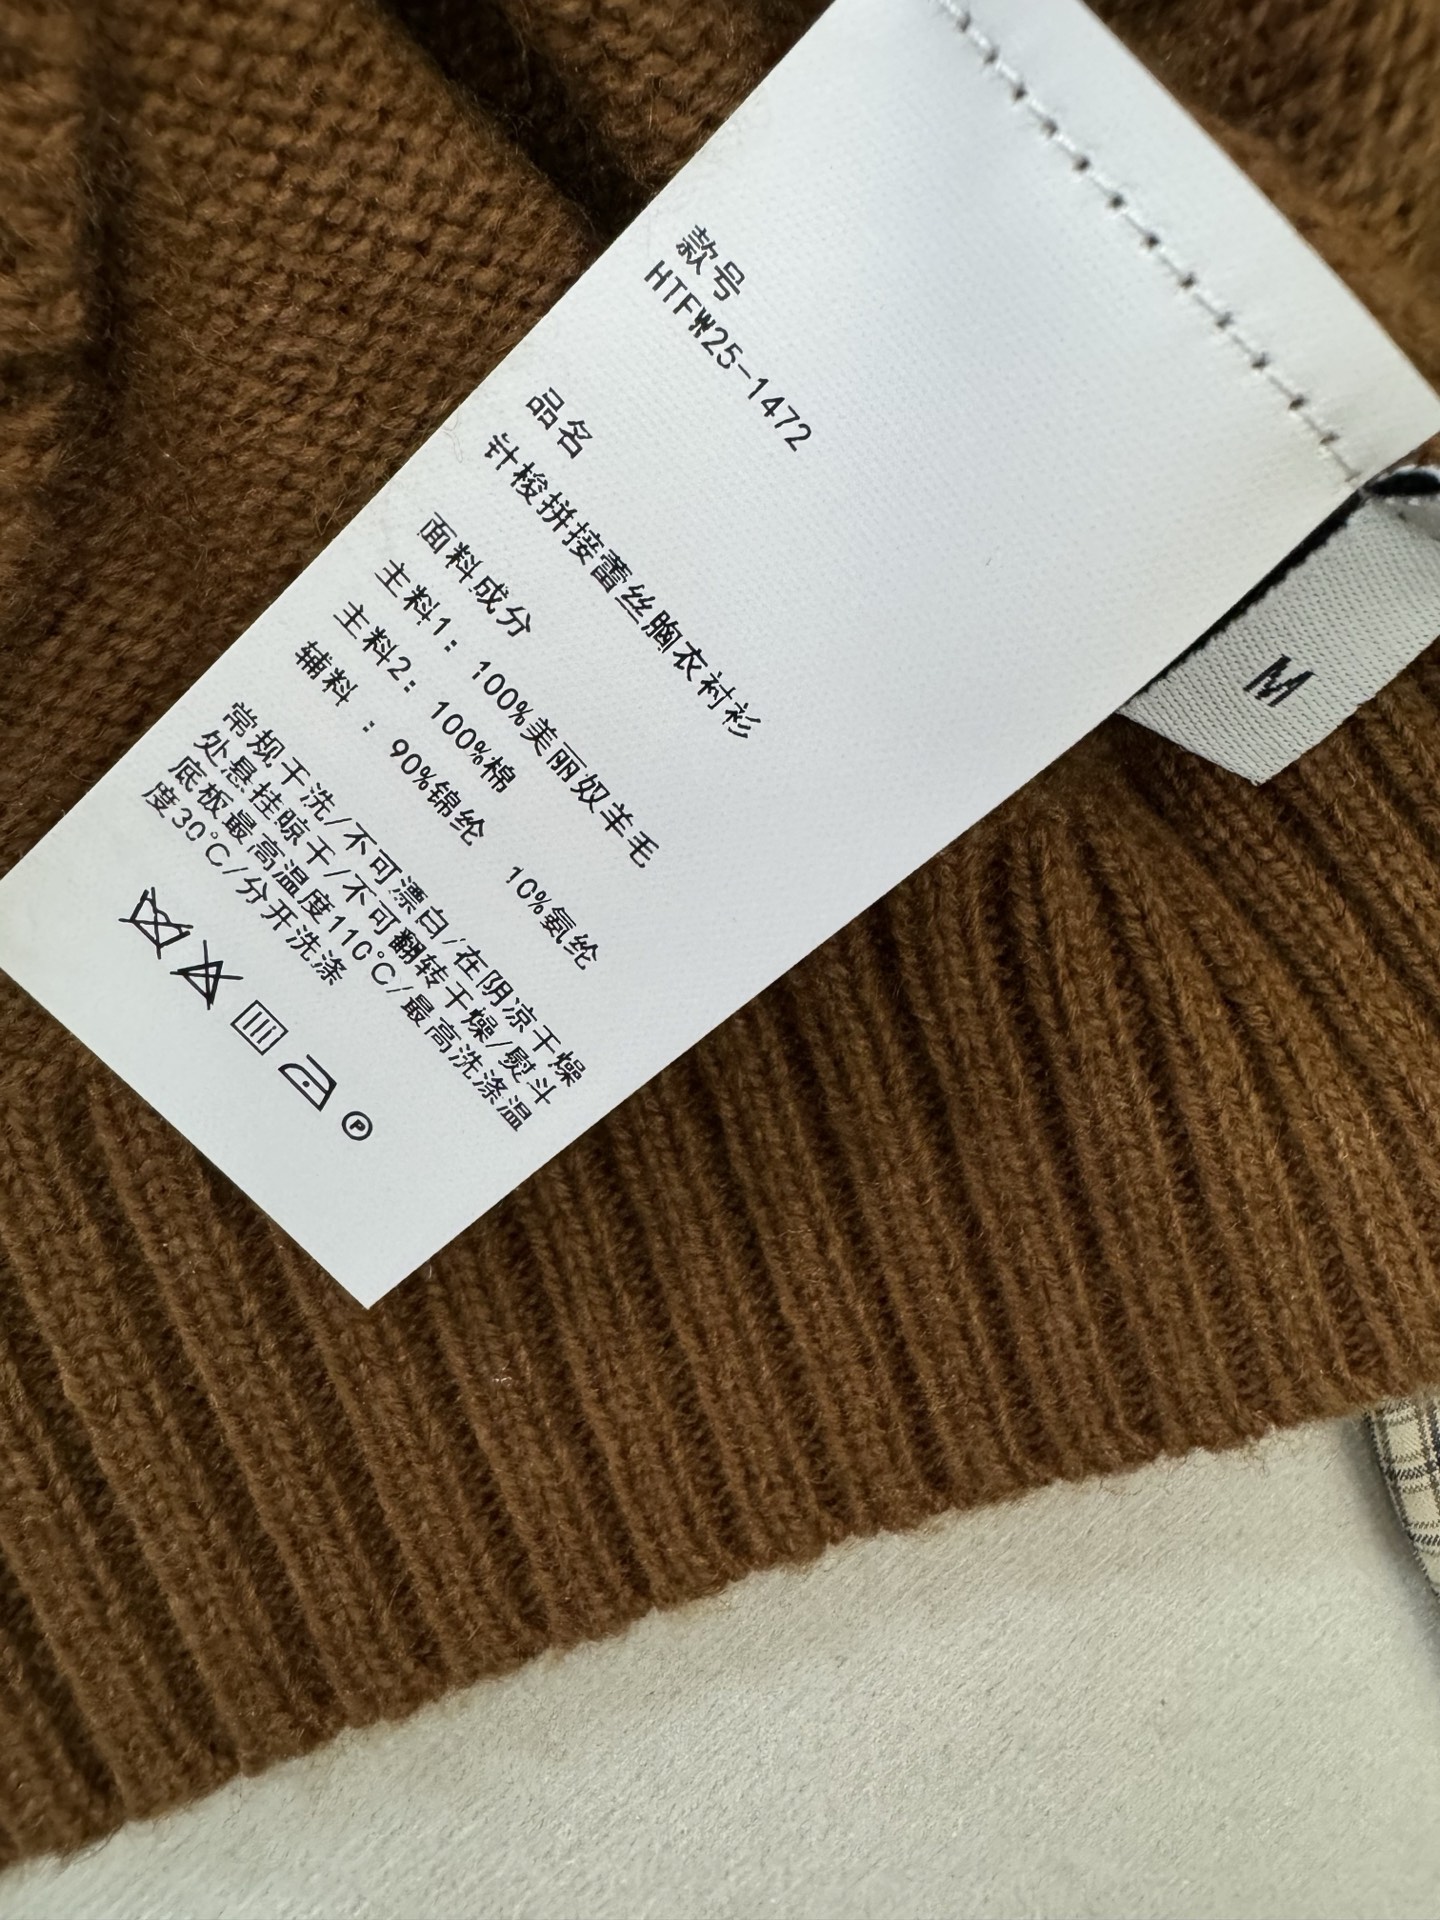 款号
HTFW25-1472
品名
针梭拼接蕾丝胸衣衬衫
面料成分
主料1: 100%美丽奴羊毛
主料2: 100%棉
辅料 : 90%锦纶 10%氨纶
常规干洗/不可漂白/在阴凉干燥
处悬挂晾干/不可翻转干燥/熨斗
底板最高温度110℃/最高洗涤温
度30℃/分开洗涤
P
M